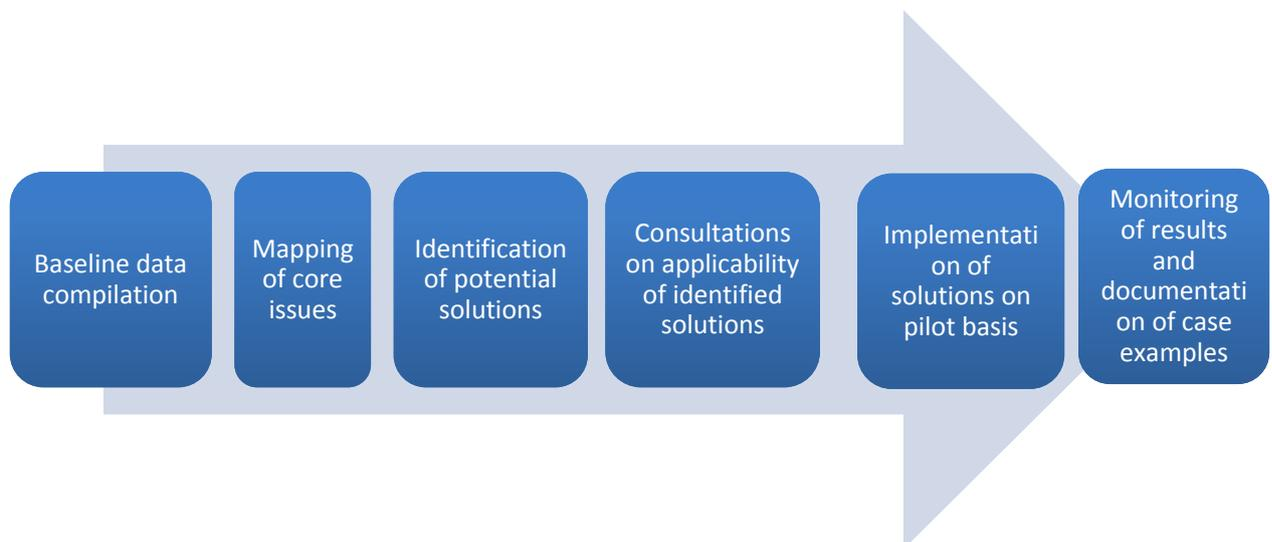 Baseline data
compilation
Mapping
of core
issues
Identification
of potential
solutions
Consultations
on applicability
of identified
solutions
Implementati
on of
solutions on
pilot basis
Monitoring
of results
and
documentati
on of case
examples